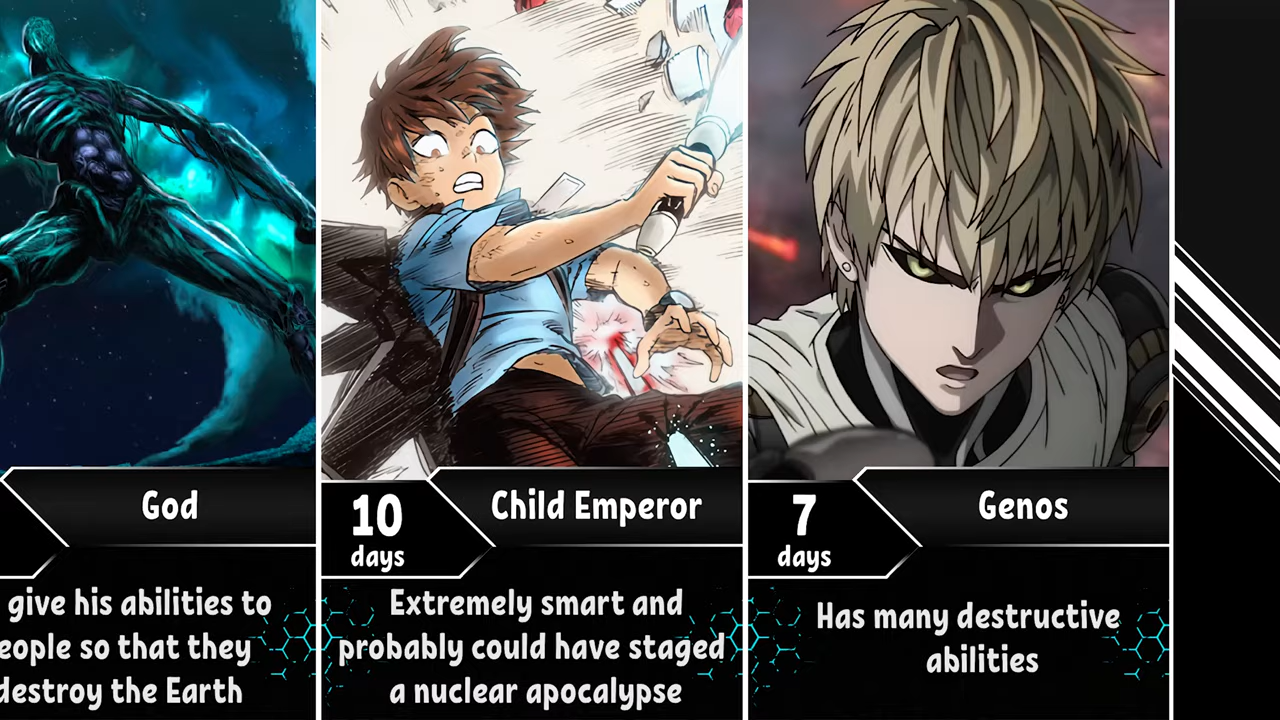 God
give his abilities to
eople so that they
destroy the Earth
10
days
Child Emperor
Extremely smart and
probably could have staged
a nuclear apocalypse
7
days
Genos
Has many destructive
abilities